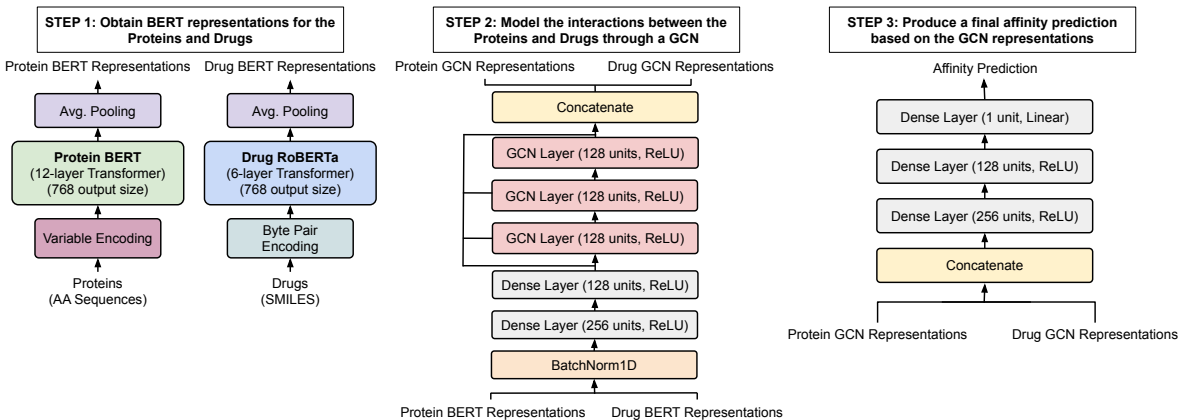 STEP 1: Obtain BERT representations for the
Proteins and Drugs
Protein BERT Representations
Drug BERT Representations
Avg. Pooling
Avg. Pooling
Protein BERT
(12-layer Transformer)
(768 output size)
Drug RoBERTa
(6-layer Transformer)
(768 output size)
Variable Encoding
Byte Pair
Encoding
Proteins
(AA Sequences)
Drugs
(SMILES)
STEP 2: Model the interactions between the
Proteins and Drugs through a GCN
Protein GCN Representations
Drug GCN Representations
Concatenate
GCN Layer (128 units, ReLU)
GCN Layer (128 units, ReLU)
GCN Layer (128 units, ReLU)
Dense Layer (128 units, ReLU)
Dense Layer (256 units, ReLU)
BatchNorm1D
Protein BERT Representations
Drug BERT Representations
STEP 3: Produce a final affinity prediction
based on the GCN representations
Affinity Prediction
Dense Layer (1 unit, Linear)
Dense Layer (128 units, ReLU)
Dense Layer (256 units, ReLU)
Concatenate
Protein GCN Representations
Drug GCN Representations